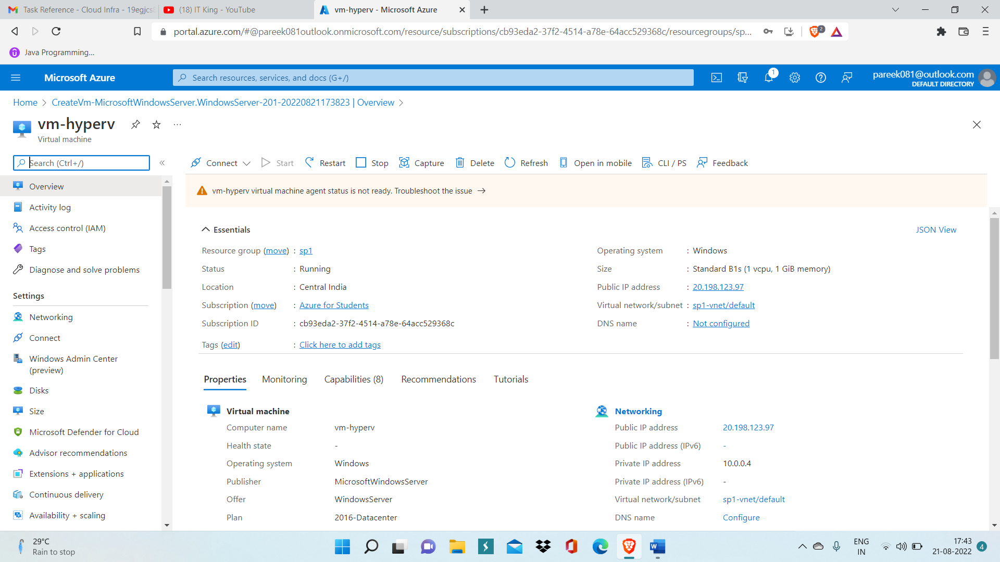 Task Reference - Cloud Infra - 19egjcs8
(18) IT King - YouTube
vm-hyperv - Microsoft Azure
portal.azure.com/#@pareek081outlook.onmicrosoft.com/resource/subscriptions/cb93eda2-37f2-4514-a78e-64acc529368c/resourcegroups/sp...
2
Java Programming...
Microsoft Azure
Search resources, services, and docs (G+/)
1
pareek081@outlook.com
DEFAULT DIRECTORY
Home > CreateVm-MicrosoftWindowsServer.WindowsServer-201-20220821173823 | Overview >
vm-hyperv
Virtual machine
Search (Ctrl+/)
Connect Start Restart Stop Capture Delete Refresh Open in mobile CLI / PS Feedback
vm-hyperv virtual machine agent status is not ready. Troubleshoot the issue →
Overview
Activity log
Access control (IAM)
Tags
Diagnose and solve problems
Settings
Networking
Connect
Windows Admin Center
(preview)
Disks
Size
Microsoft Defender for Cloud
Advisor recommendations
Extensions + applications
Continuous delivery
Availability + scaling
Essentials
JSON View
Resource group (move) : sp1
Status : Running
Location : Central India
Subscription (move) : Azure for Students
Subscription ID : cb93eda2-37f2-4514-a78e-64acc529368c
Tags (edit) : Click here to add tags
Operating system : Windows
Size : Standard B1s (1 vcpu, 1 GiB memory)
Public IP address : 20.198.123.97
Virtual network/subnet : sp1-vnet/default
DNS name : Not configured
Properties Monitoring Capabilities (8) Recommendations Tutorials
Virtual machine
Computer name vm-hyperv
Health state -
Operating system Windows
Publisher MicrosoftWindowsServer
Offer WindowsServer
Plan 2016-Datacenter
Networking
Public IP address 20.198.123.97
Public IP address (IPv6) -
Private IP address 10.0.0.4
Private IP address (IPv6) -
Virtual network/subnet sp1-vnet/default
DNS name Configure
29°C
Rain to stop
ENG
IN
17:43
21-08-2022
4